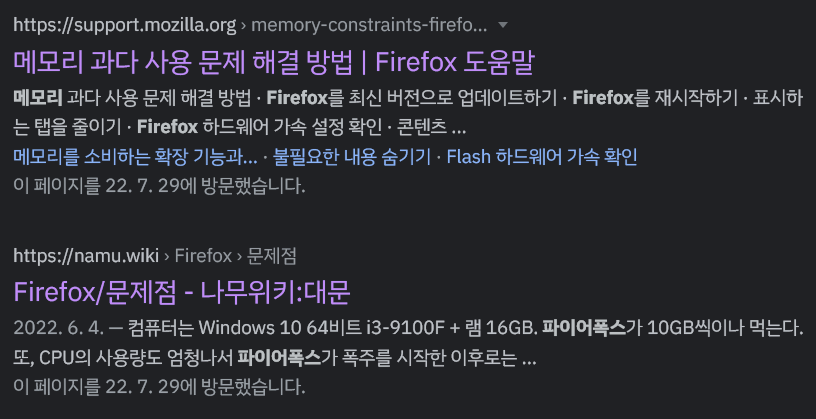 https://support.mozilla.org › memory-constraints-firefo...
메모리 과다 사용 문제 해결 방법 | Firefox 도움말
메모리 과다 사용 문제 해결 방법 · Firefox를 최신 버전으로 업데이트하기 · Firefox를 재시작하기 · 표시하
는 탭을 줄이기 · Firefox 하드웨어 가속 설정 확인 · 콘텐츠 ...
메모리를 소비하는 확장 기능과... · 불필요한 내용 숨기기 · Flash 하드웨어 가속 확인
이 페이지를 22. 7. 29에 방문했습니다.
https://namu.wiki › Firefox › 문제점
Firefox/문제점 - 나무위키:대문
2022. 6. 4. — 컴퓨터는 Windows 10 64비트 i3-9100F + 램 16GB. 파이어폭스가 10GB씩이나 먹는다.
또, CPU의 사용량도 엄청나서 파이어폭스가 폭주를 시작한 이후로는 ...
이 페이지를 22. 7. 29에 방문했습니다.